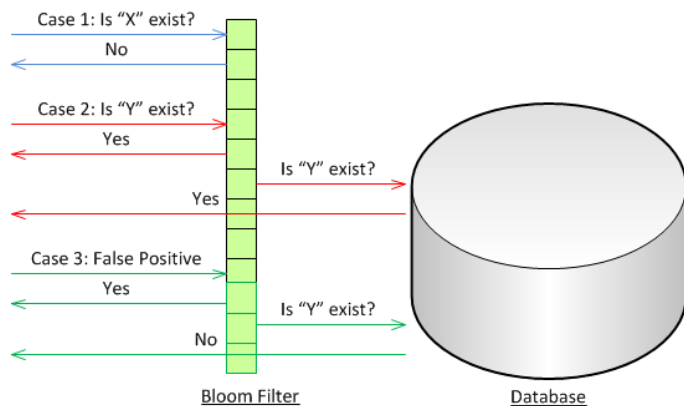 Case 1: Is “X” exist?
No
Case 2: Is “Y” exist?
Yes
Is “Y” exist?
Yes
Case 3: False Positive
Yes
Is “Y” exist?
No
Bloom Filter
Database